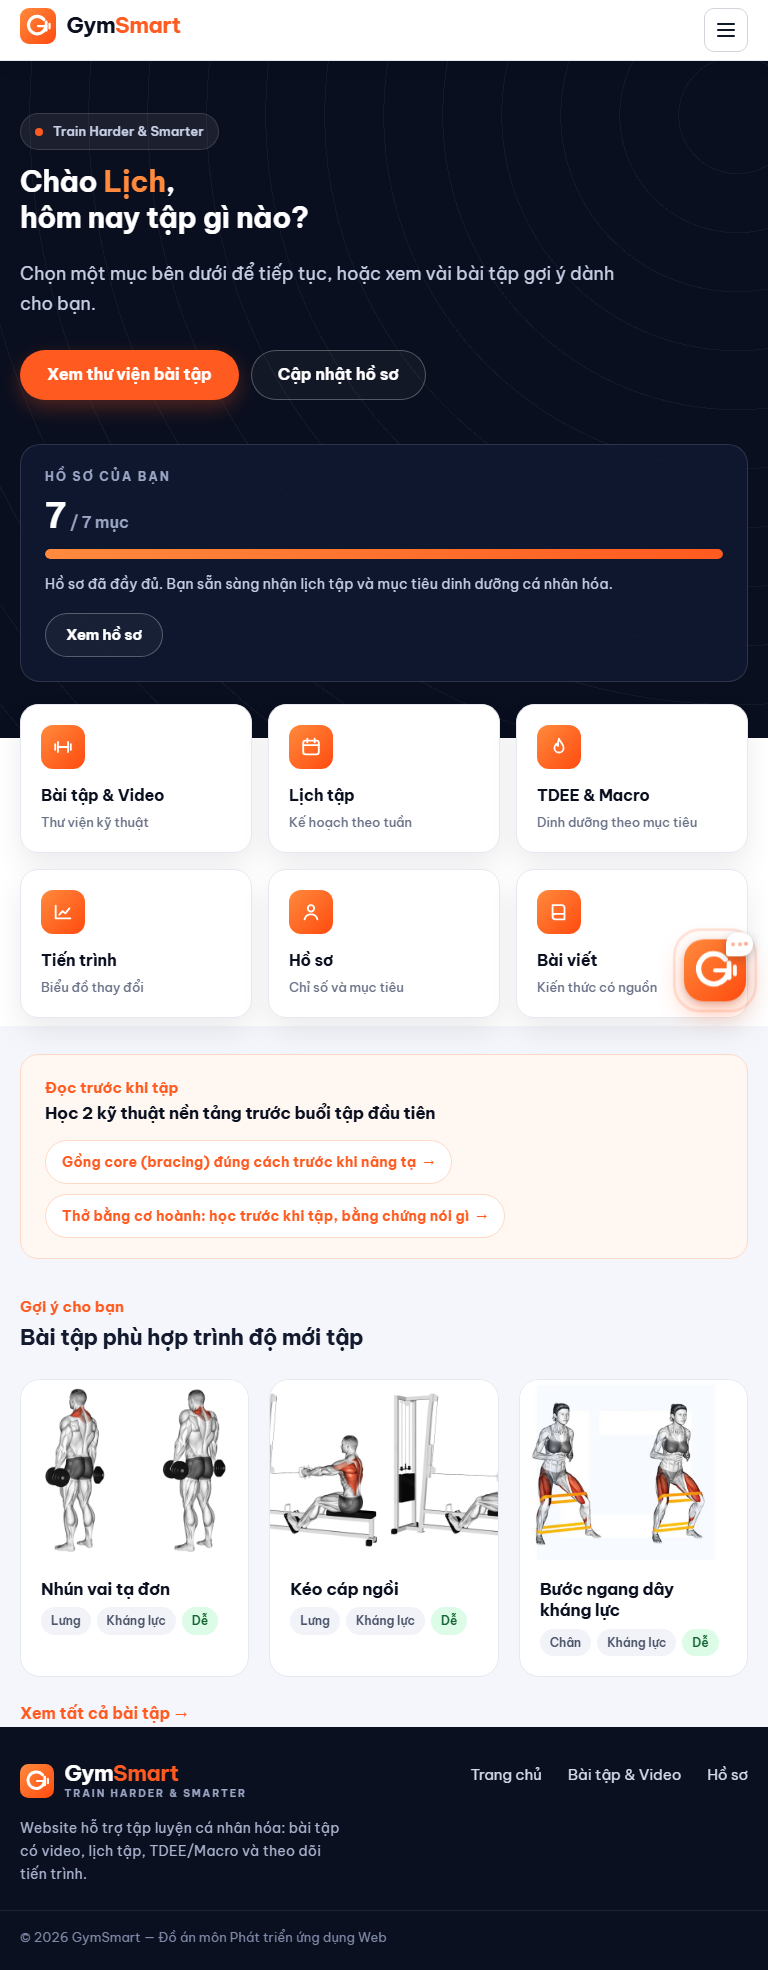 GymSmart
Train Harder & Smarter
Chào Lịch,
hôm nay tập gì nào?
Chọn một mục bên dưới để tiếp tục, hoặc xem vài bài tập gợi ý dành
cho bạn.
Xem thư viện bài tập
Cập nhật hồ sơ
HỒ SƠ CỦA BẠN
7 / 7 mục
Hồ sơ đã đầy đủ. Bạn sẵn sàng nhận lịch tập và mục tiêu dinh dưỡng cá nhân hóa.
Xem hồ sơ
Bài tập & Video
Thư viện kỹ thuật
Lịch tập
Kế hoạch theo tuần
TDEE & Macro
Dinh dưỡng theo mục tiêu
Tiến trình
Biểu đồ thay đổi
Hồ sơ
Chỉ số và mục tiêu
Bài viết
Kiến thức có nguồn
Đọc trước khi tập
Học 2 kỹ thuật nền tảng trước buổi tập đầu tiên
Gồng core (bracing) đúng cách trước khi nâng tạ →
Thở bằng cơ hoành: học trước khi tập, bằng chứng nói gì →
Gợi ý cho bạn
Bài tập phù hợp trình độ mới tập
Nhún vai tạ đơn
Lưng
Kháng lực
Dễ
Kéo cáp ngồi
Lưng
Kháng lực
Dễ
Bước ngang dây
kháng lực
Chân
Kháng lực
Dễ
Xem tất cả bài tập →
GymSmart
TRAIN HARDER & SMARTER
Website hỗ trợ tập luyện cá nhân hóa: bài tập
có video, lịch tập, TDEE/Macro và theo dõi
tiến trình.
Trang chủ
Bài tập & Video
Hồ sơ
© 2026 GymSmart — Đồ án môn Phát triển ứng dụng Web